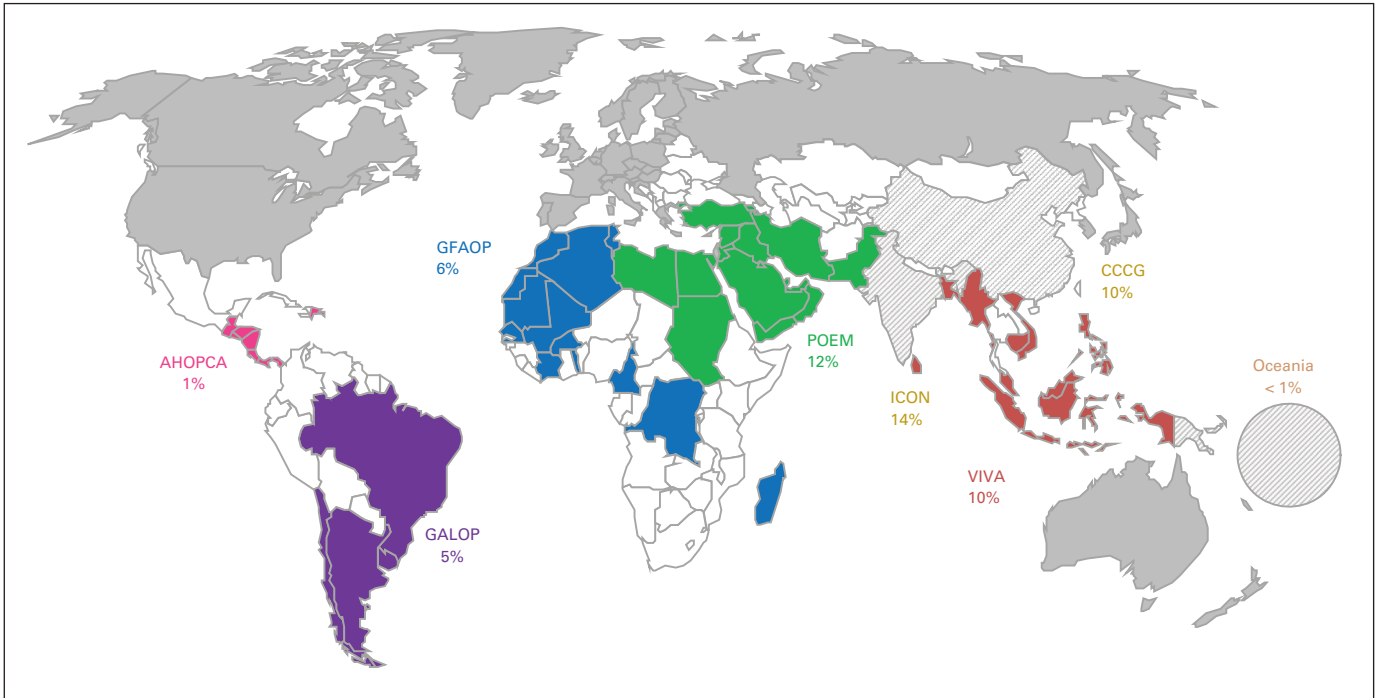 GFAOP
6%
CCCG
10%
POEM
12%
AHOPCA
1%
Oceania
< 1%
ICON
14%
VIVA
10%
GALOP
5%